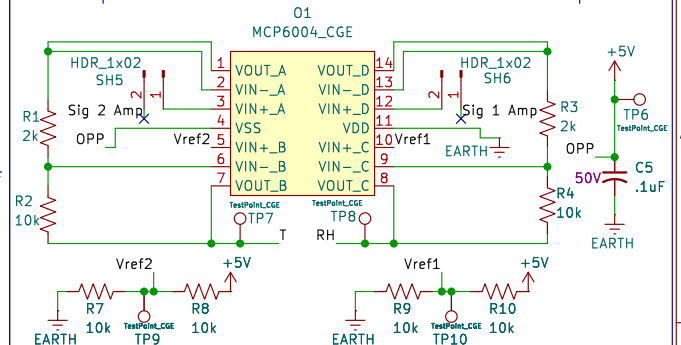 O1
MCP6004_CGE
HDR_1x02
SH5
2
1
Sig 2 Amp
OPP
Vref2
R1
2k
R2
10k
1
2
3
4
5
6
7
VOUT_A
VIN-_A
VIN+_A
VSS
VIN+_B
VIN-_B
VOUT_B
VOUT_D
VIN-_D
VIN+_D
VDD
VIN+_C
VIN-_C
VOUT_C
14
13
12
11
10
9
8
HDR_1x02
SH6
2
1
Sig 1 Amp
Vref1
EARTH
R3
2k
R4
10k
+5V
TP6
TestPoint_CGE
OPP
50V
C5
.1uF
EARTH
TestPoint_CGE
TP7
T
TestPoint_CGE
TP8
RH
Vref2
+5V
R7
10k
R8
10k
EARTH
TestPoint_CGE
TP9
Vref1
+5V
R9
10k
R10
10k
EARTH
TestPoint_CGE
TP10